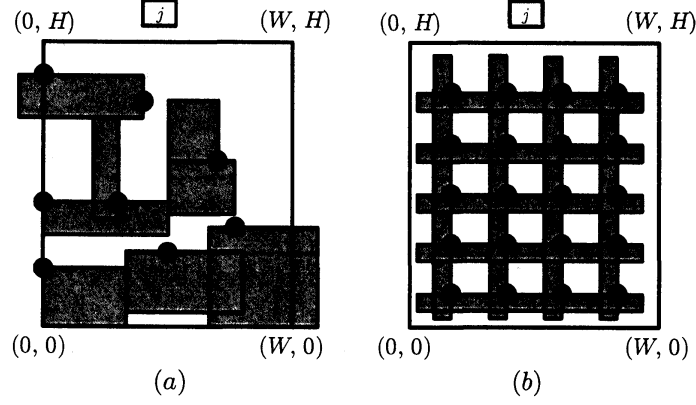 (0, H) j (W, H) (0, H) j (W, H)
(0, 0) (W, 0) (0, 0) (W, 0)
(a) (b)